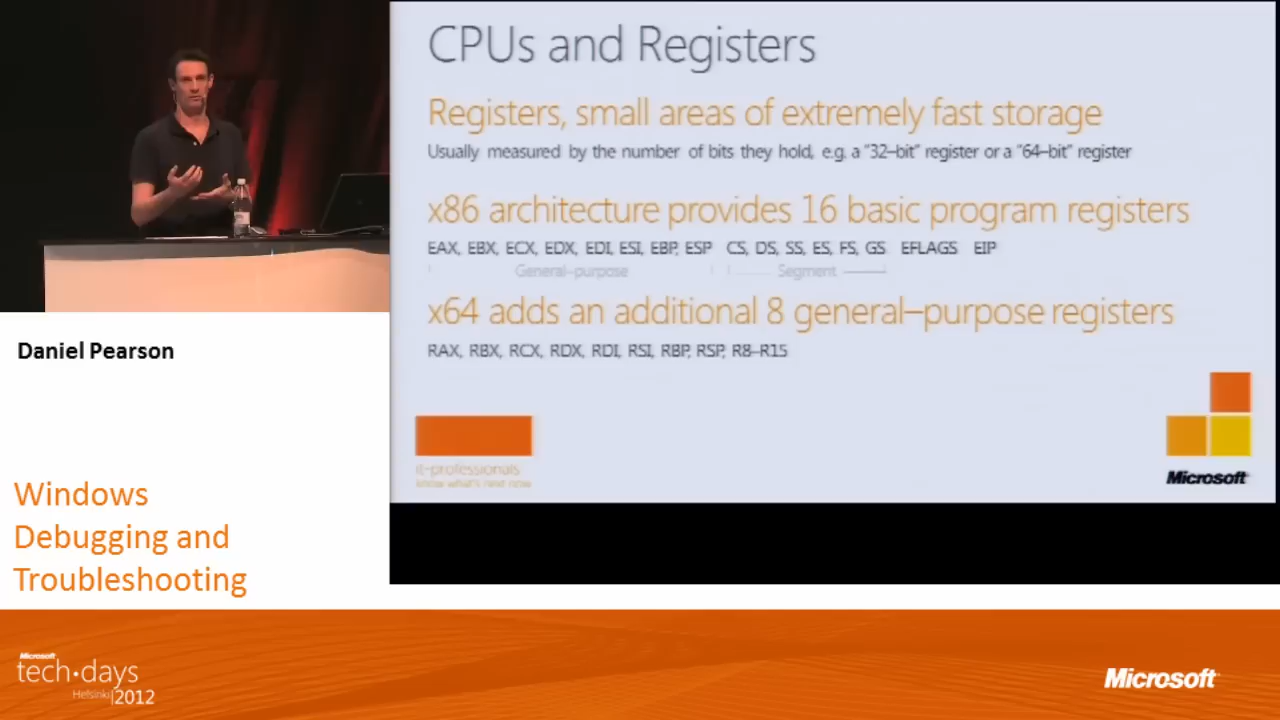 CPUs and Registers
Registers, small areas of extremely fast storage
Usually measured by the number of bits they hold, e.g. a "32-bit" register or a "64-bit" register
x86 architecture provides 16 basic program registers
EAX, EBX, ECX, EDX, EDI, ESI, EBP, ESP CS, DS, SS, ES, FS, GS EFLAGS EIP
General-purpose Segment
x64 adds an additional 8 general-purpose registers
RAX, RBX, RCX, RDX, RDI, RSI, RBP, RSP, R8-R15
it-professionals
know what's next now
Microsoft
Daniel Pearson
Windows
Debugging and
Troubleshooting
Microsoft
tech·days
Helsinki|2012
Microsoft